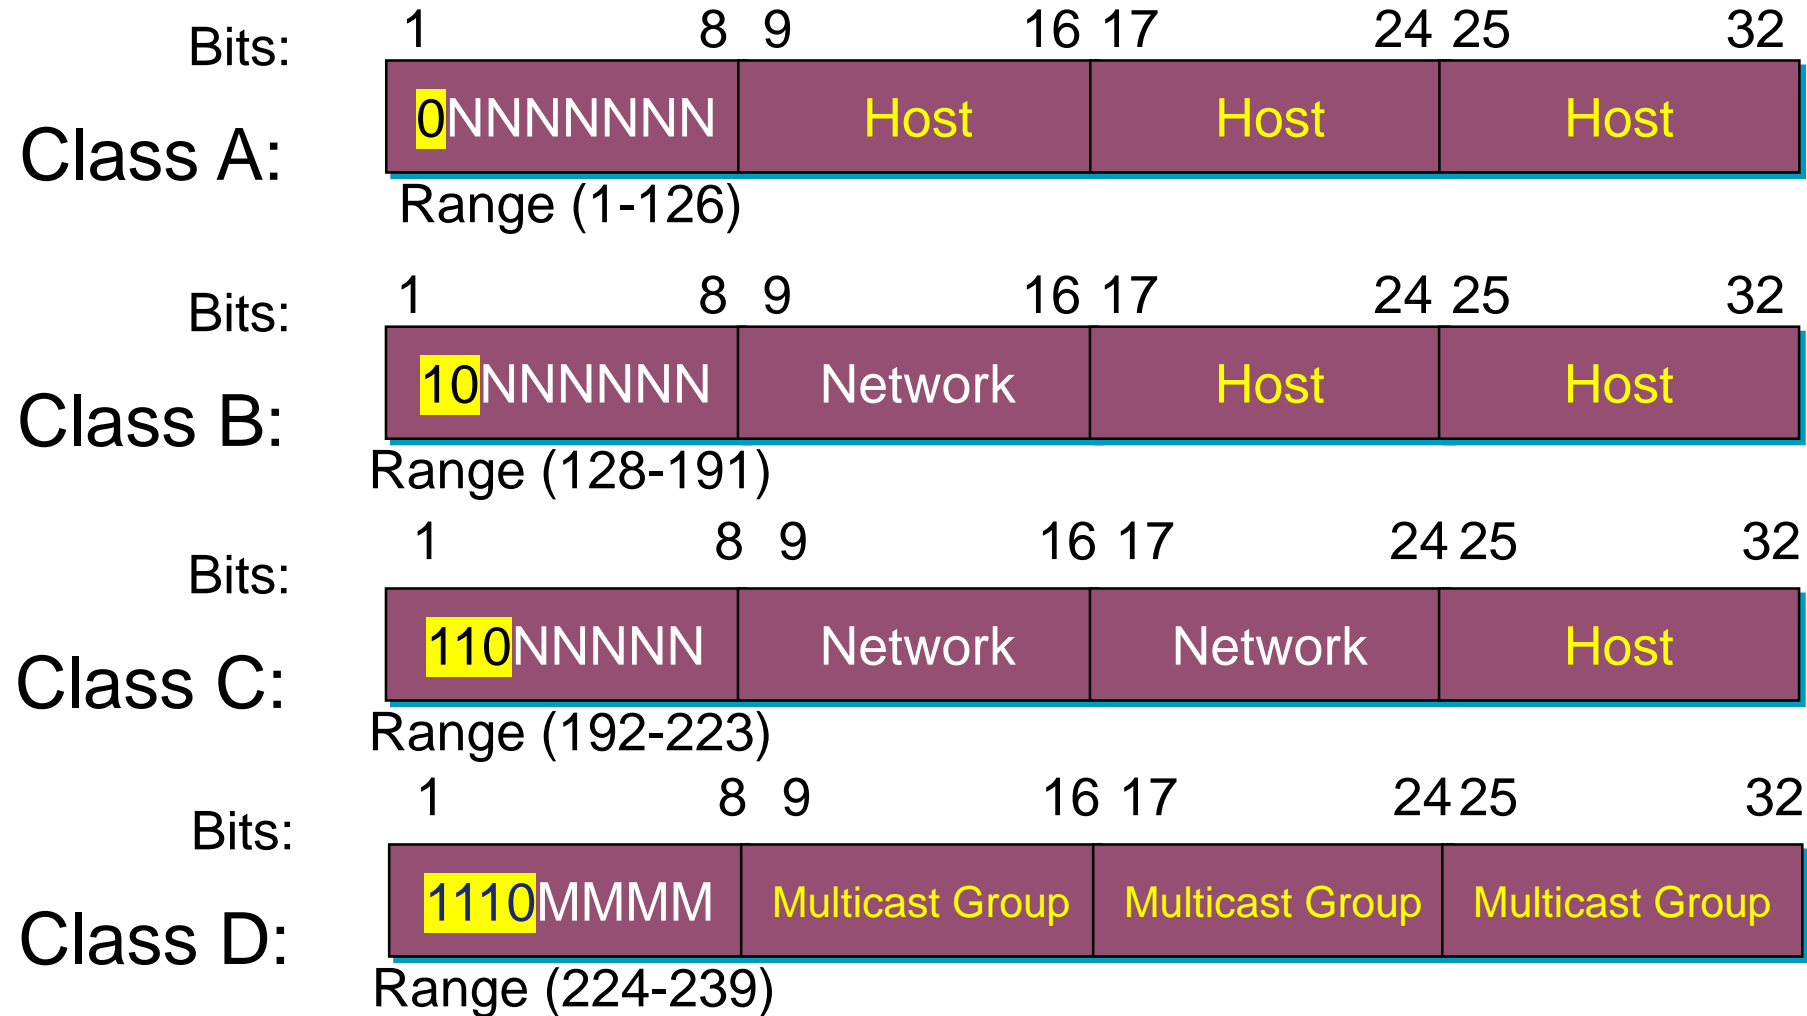 Bits: 1 8 9 16 17 24 25 32
Class A: 0NNNNNNN Host Host Host
Range (1-126)
Bits: 1 8 9 16 17 24 25 32
Class B: 10NNNNNN Network Host Host
Range (128-191)
Bits: 1 8 9 16 17 24 25 32
Class C: 110NNNNN Network Network Host
Range (192-223)
Bits: 1 8 9 16 17 24 25 32
Class D: 1110MMMM Multicast Group Multicast Group Multicast Group
Range (224-239)